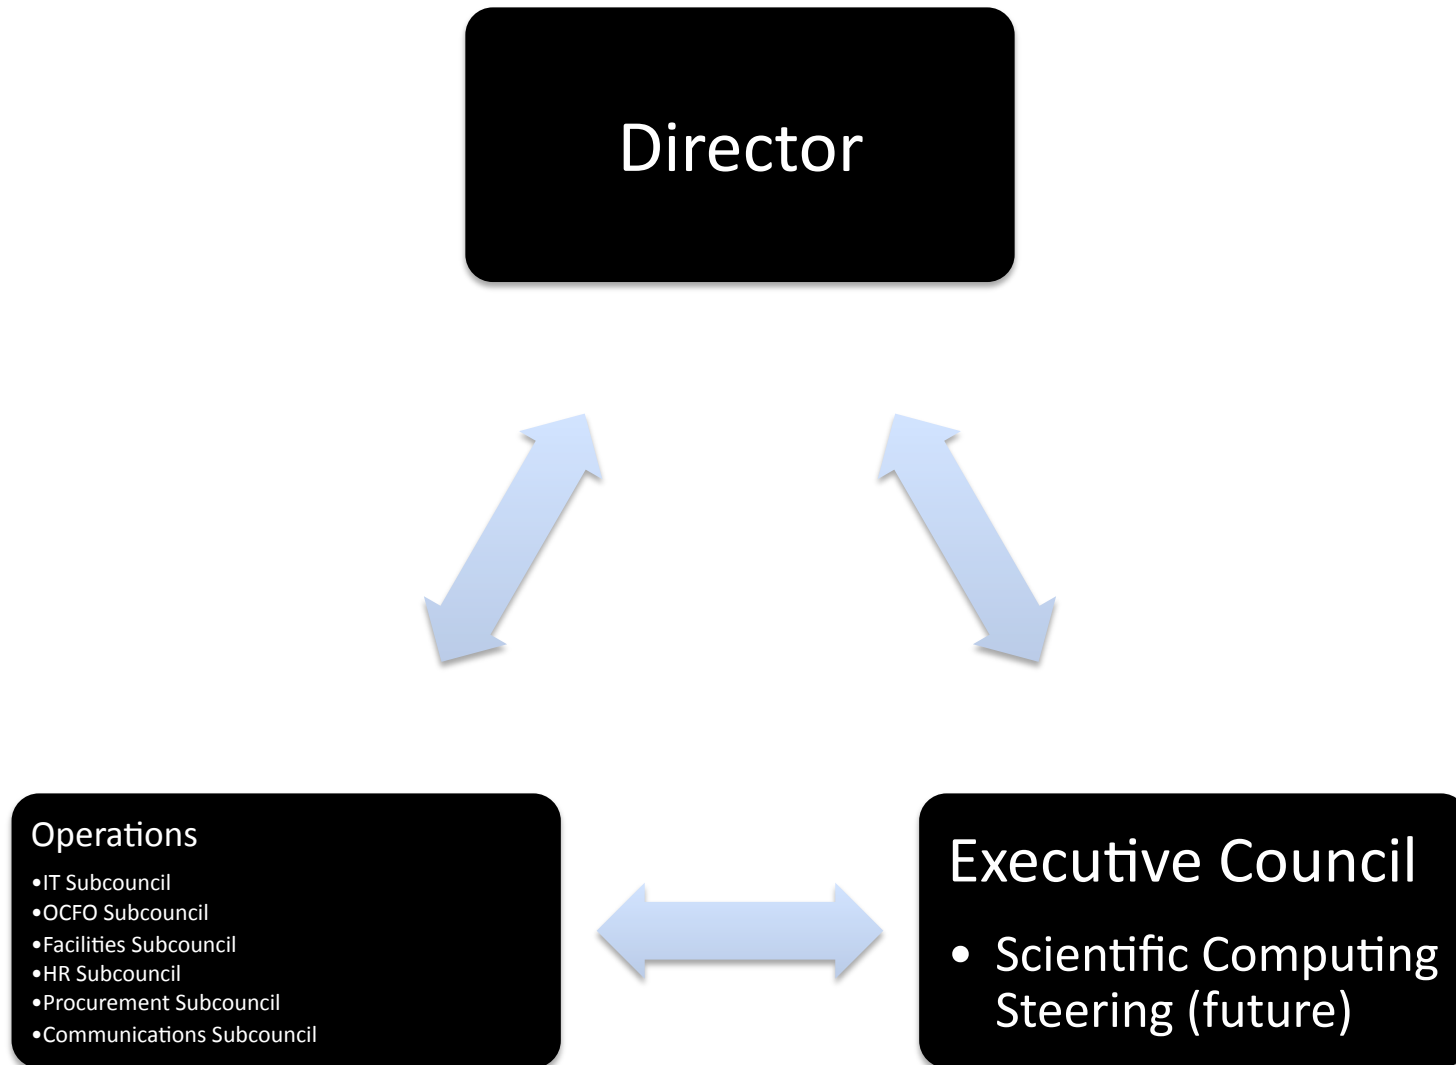 Director
Operations
•IT Subcouncil
•OCFO Subcouncil
•Facilities Subcouncil
•HR Subcouncil
•Procurement Subcouncil
•Communications Subcouncil
Executive Council
• Scientific Computing
Steering (future)